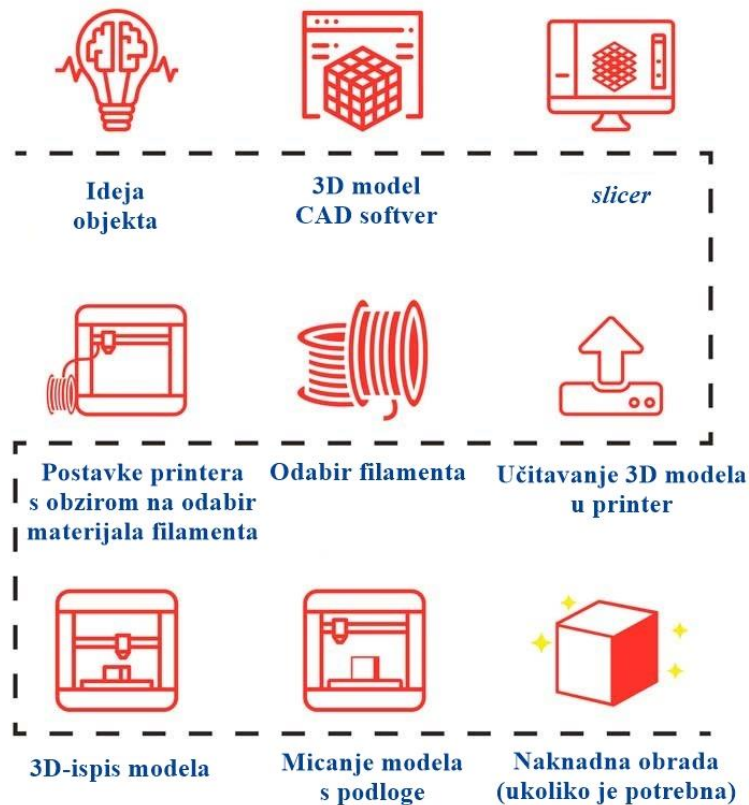 Ideja
objekta
3D model
CAD softver
slicer
Postavke printera
s obzirom na odabir
materijala filamenta
Odabir filamenta
Učitavanje 3D modela
u printer
3D-ispis modela
Micanje modela
s podloge
Naknadna obrada
(ukoliko je potrebna)